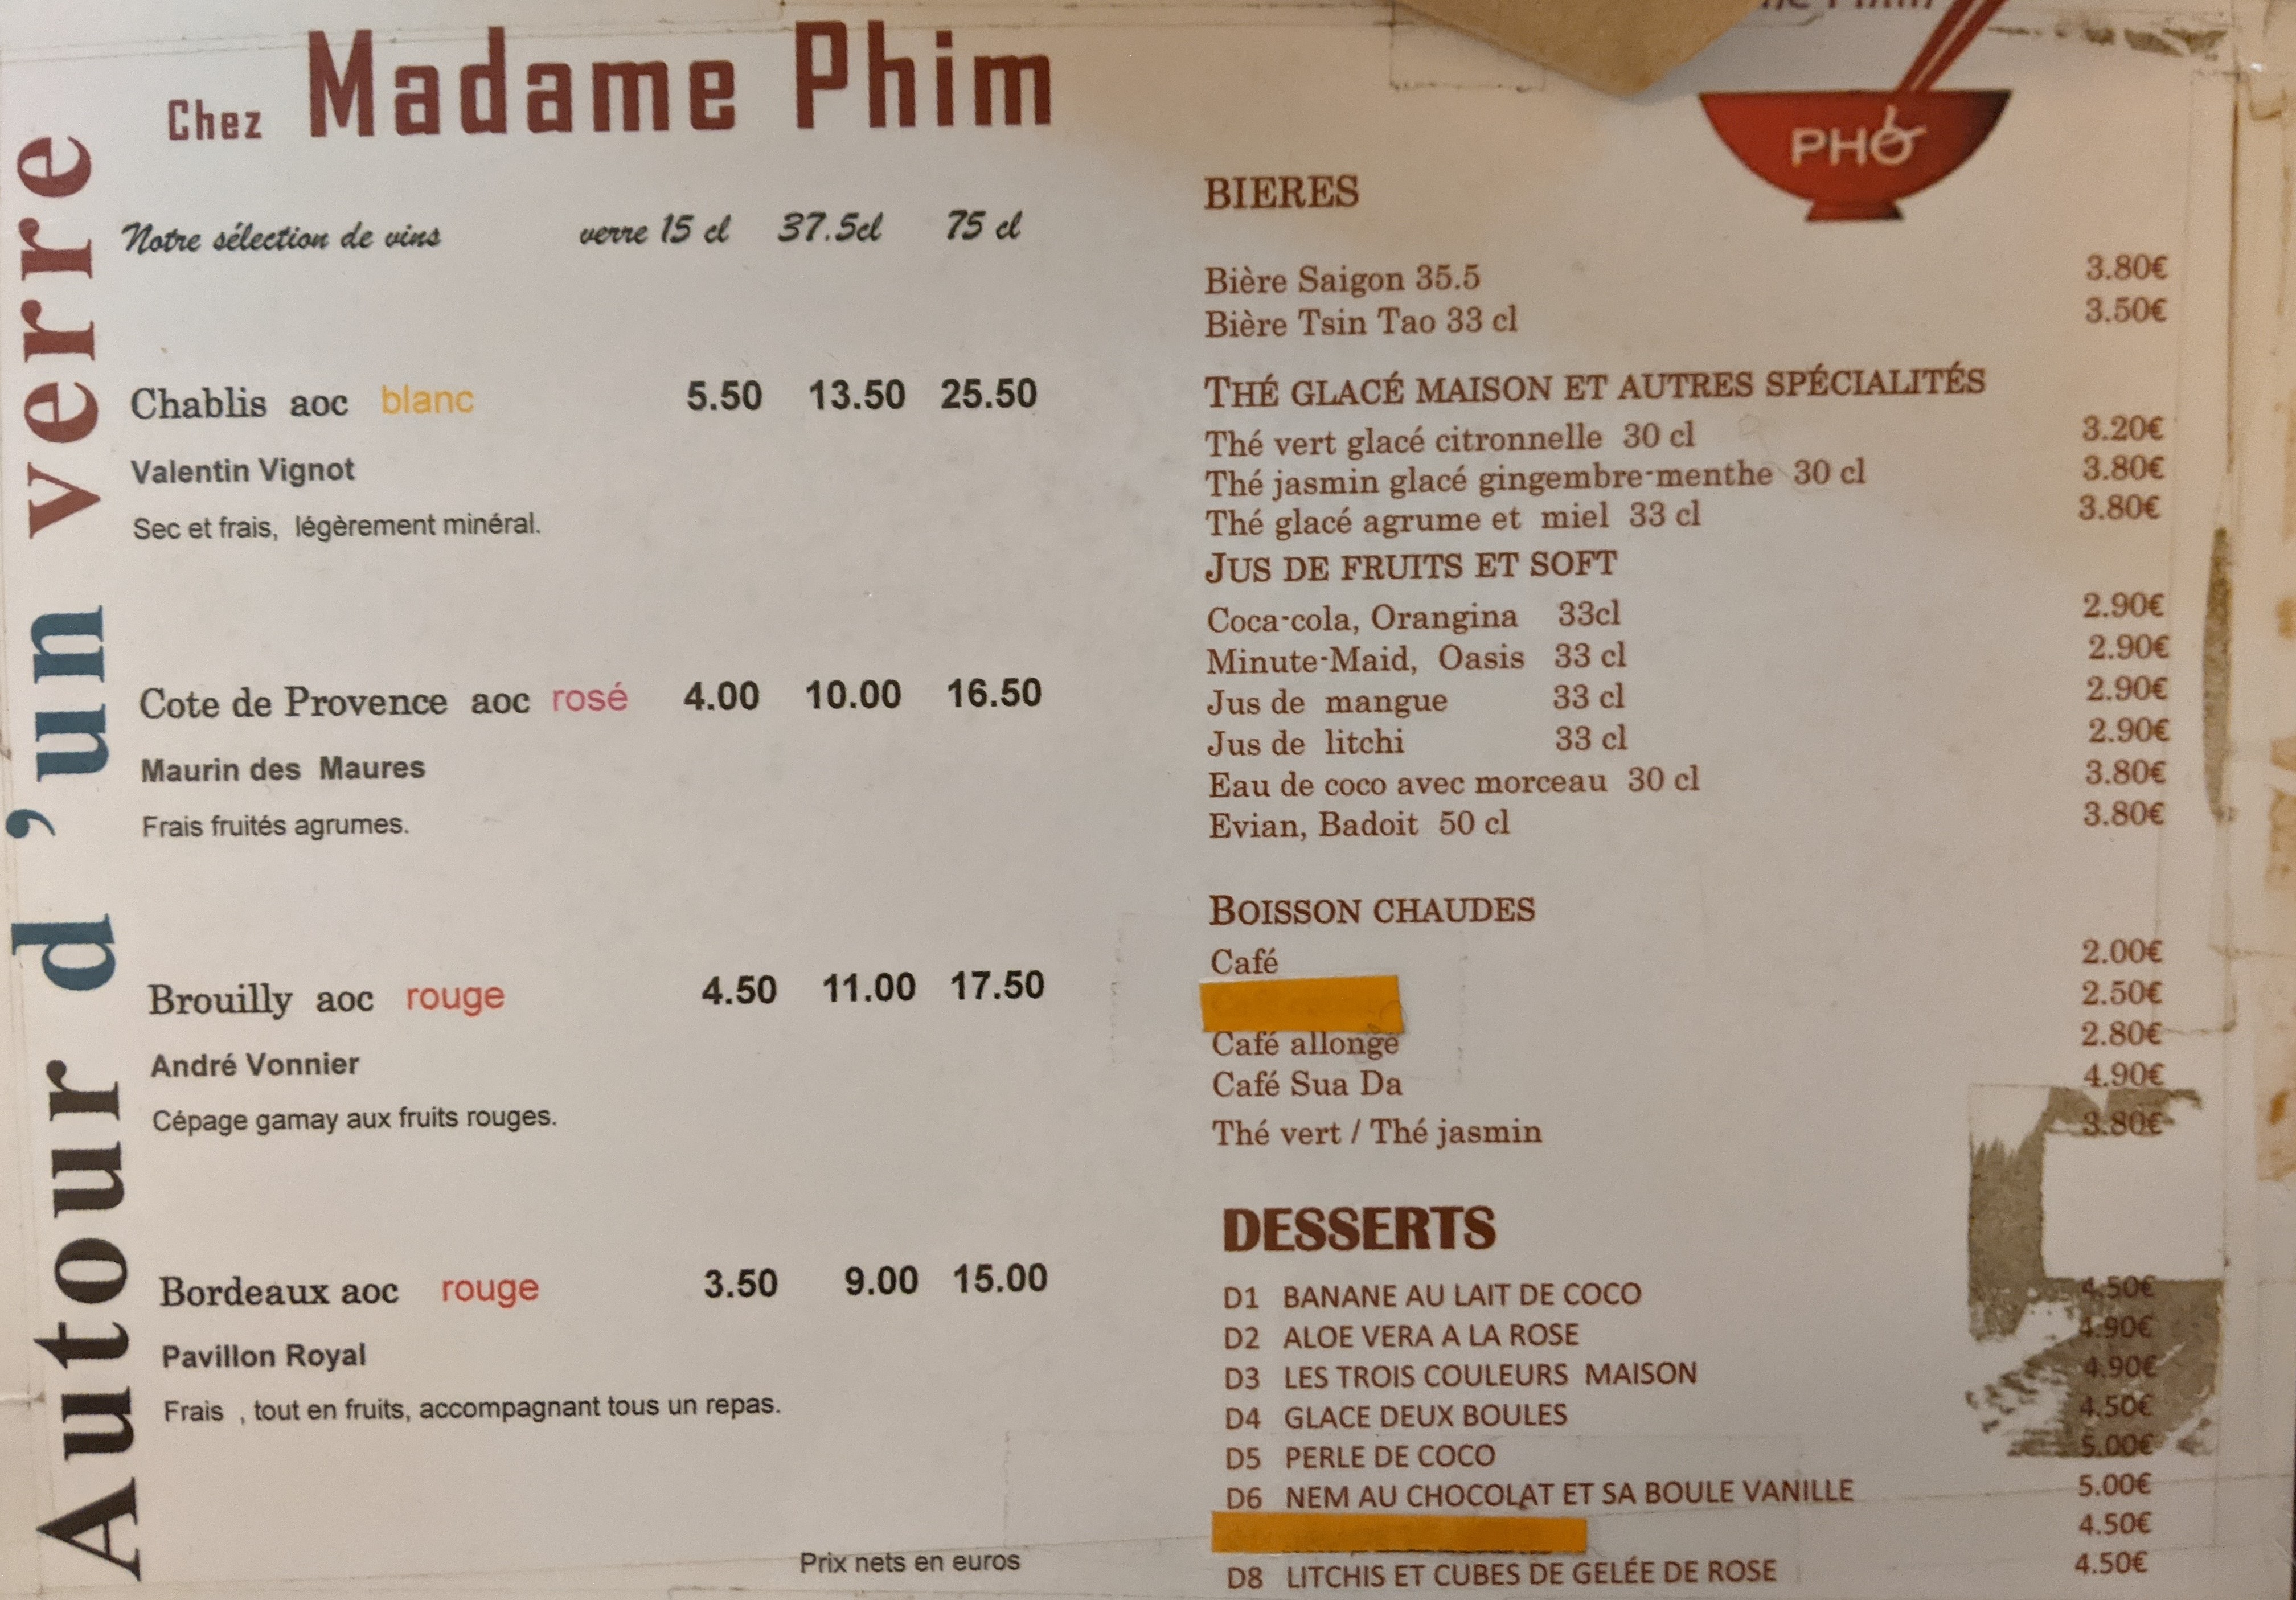 Autour d'un verre
Chez Madame Phim
Notre sélection de vins verre 15 cl 37.5cl 75 cl
Chablis aoc blanc 5.50 13.50 25.50
Valentin Vignot
Sec et frais, légèrement minéral.
Cote de Provence aoc rosé 4.00 10.00 16.50
Maurin des Maures
Frais fruités agrumes.
Brouilly aoc rouge 4.50 11.00 17.50
André Vonnier
Cépage gamay aux fruits rouges.
Bordeaux aoc rouge 3.50 9.00 15.00
Pavillon Royal
Frais , tout en fruits, accompagnant tous un repas.
Prix nets en euros
PHỞ
BIERES
Bière Saigon 35.5 3.80€
Bière Tsin Tao 33 cl 3.50€
THÉ GLACÉ MAISON ET AUTRES SPÉCIALITÉS
Thé vert glacé citronnelle 30 cl 3.20€
Thé jasmin glacé gingembre-menthe 30 cl 3.80€
Thé glacé agrume et miel 33 cl 3.80€
JUS DE FRUITS ET SOFT
Coca-cola, Orangina 33cl 2.90€
Minute-Maid, Oasis 33 cl 2.90€
Jus de mangue 33 cl 2.90€
Jus de litchi 33 cl 2.90€
Eau de coco avec morceau 30 cl 3.80€
Evian, Badoit 50 cl 3.80€
BOISSON CHAUDES
Café 2.00€
2.50€
Café allongé 2.80€
Café Sua Da 4.90€
Thé vert / Thé jasmin 3.80€
DESSERTS
D1 BANANE AU LAIT DE COCO 4.50€
D2 ALOE VERA A LA ROSE 4.90€
D3 LES TROIS COULEURS MAISON 4.90€
D4 GLACE DEUX BOULES 4.50€
D5 PERLE DE COCO 5.00€
D6 NEM AU CHOCOLAT ET SA BOULE VANILLE 5.00€
4.50€
D8 LITCHIS ET CUBES DE GELÉE DE ROSE 4.50€